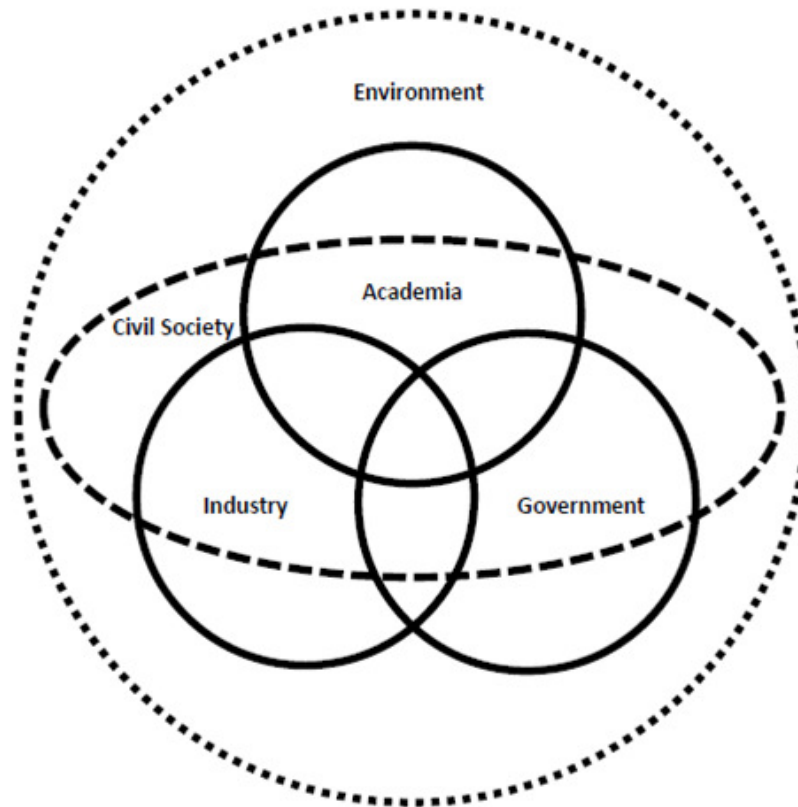 Environment
Academia
Civil Society
Industry
Government